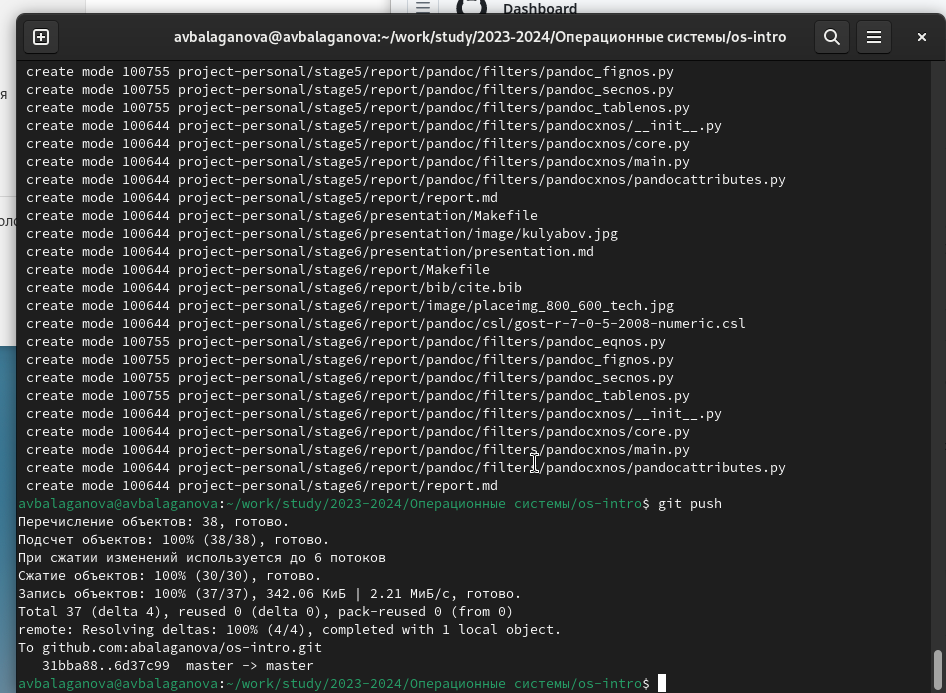 Dashboard
avbalaganova@avbalaganova:~/work/study/2023-2024/Операционные системы/os-intro
create mode 100755 project-personal/stage5/report/pandoc/filters/pandoc_fignos.py
create mode 100755 project-personal/stage5/report/pandoc/filters/pandoc_secnos.py
create mode 100755 project-personal/stage5/report/pandoc/filters/pandoc_tablenos.py
create mode 100644 project-personal/stage5/report/pandoc/filters/pandocxnos/__init__.py
create mode 100644 project-personal/stage5/report/pandoc/filters/pandocxnos/core.py
create mode 100644 project-personal/stage5/report/pandoc/filters/pandocxnos/main.py
create mode 100644 project-personal/stage5/report/pandoc/filters/pandocxnos/pandocattributes.py
create mode 100644 project-personal/stage5/report/report.md
create mode 100644 project-personal/stage6/presentation/Makefile
create mode 100644 project-personal/stage6/presentation/image/kulyabov.jpg
create mode 100644 project-personal/stage6/presentation/presentation.md
create mode 100644 project-personal/stage6/report/Makefile
create mode 100644 project-personal/stage6/report/bib/cite.bib
create mode 100644 project-personal/stage6/report/image/placeimg_800_600_tech.jpg
create mode 100644 project-personal/stage6/report/pandoc/csl/gost-r-7-0-5-2008-numeric.csl
create mode 100755 project-personal/stage6/report/pandoc/filters/pandoc_eqnos.py
create mode 100755 project-personal/stage6/report/pandoc/filters/pandoc_fignos.py
create mode 100755 project-personal/stage6/report/pandoc/filters/pandoc_secnos.py
create mode 100755 project-personal/stage6/report/pandoc/filters/pandoc_tablenos.py
create mode 100644 project-personal/stage6/report/pandoc/filters/pandocxnos/__init__.py
create mode 100644 project-personal/stage6/report/pandoc/filters/pandocxnos/core.py
create mode 100644 project-personal/stage6/report/pandoc/filters/pandocxnos/main.py
create mode 100644 project-personal/stage6/report/pandoc/filters/pandocxnos/pandocattributes.py
create mode 100644 project-personal/stage6/report/report.md
avbalaganova@avbalaganova:~/work/study/2023-2024/Операционные системы/os-intro$ git push
Перечисление объектов: 38, готово.
Подсчет объектов: 100% (38/38), готово.
При сжатии изменений используется до 6 потоков
Сжатие объектов: 100% (30/30), готово.
Запись объектов: 100% (37/37), 342.06 КиБ | 2.21 МиБ/с, готово.
Total 37 (delta 4), reused 0 (delta 0), pack-reused 0 (from 0)
remote: Resolving deltas: 100% (4/4), completed with 1 local object.
To github.com:abalaganova/os-intro.git
31bba88..6d37c99  master -> master
avbalaganova@avbalaganova:~/work/study/2023-2024/Операционные системы/os-intro$